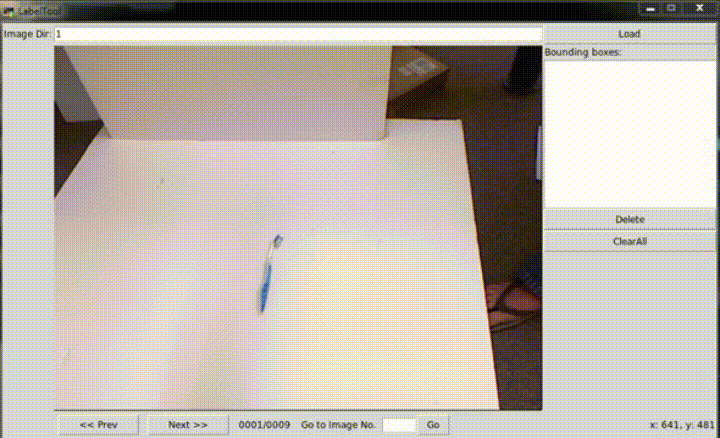 LabelTool
Image Dir: 1
Load
Bounding boxes:
Delete
ClearAll
<< Prev
Next >>
0001/0009
Go to Image No.
Go
x: 641, y: 481